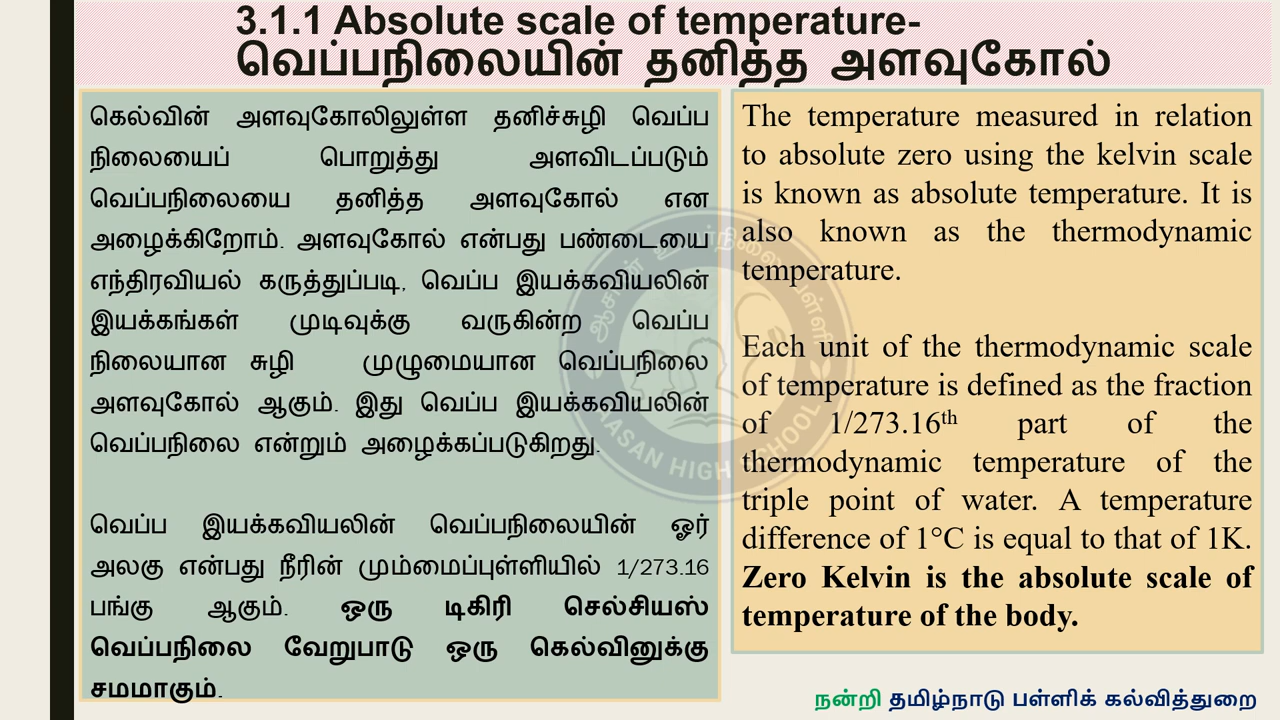 3.1.1 Absolute scale of temperature-
வெப்பநிலையின் தனித்த அளவுகோல்
கெல்வின் அளவுகோலிலுள்ள தனிச்சுழி வெப்ப
நிலையைப் பொறுத்து அளவிடப்படும்
வெப்பநிலையை தனித்த அளவுகோல் என
அழைக்கிறோம். அளவுகோல் என்பது பண்டையை
எந்திரவியல் கருத்துப்படி, வெப்ப இயக்கவியலின்
இயக்கங்கள் முடிவுக்கு வருகின்ற வெப்ப
நிலையான சுழி முழுமையான வெப்பநிலை
அளவுகோல் ஆகும். இது வெப்ப இயக்கவியலின்
வெப்பநிலை என்றும் அழைக்கப்படுகிறது.
வெப்ப இயக்கவியலின் வெப்பநிலையின் ஓர்
அலகு என்பது நீரின் மும்மைப்புள்ளியில் 1/273.16
பங்கு ஆகும். ஒரு டிகிரி செல்சியஸ்
வெப்பநிலை வேறுபாடு ஒரு கெல்வினுக்கு
சமமாகும்.
The temperature measured in relation
to absolute zero using the kelvin scale
is known as absolute temperature. It is
also known as the thermodynamic
temperature.
Each unit of the thermodynamic scale
of temperature is defined as the fraction
of 1/273.16th part of the
thermodynamic temperature of the
triple point of water. A temperature
difference of 1°C is equal to that of 1K.
Zero Kelvin is the absolute scale of
temperature of the body.
நன்றி தமிழ்நாடு பள்ளிக் கல்வித்துறை